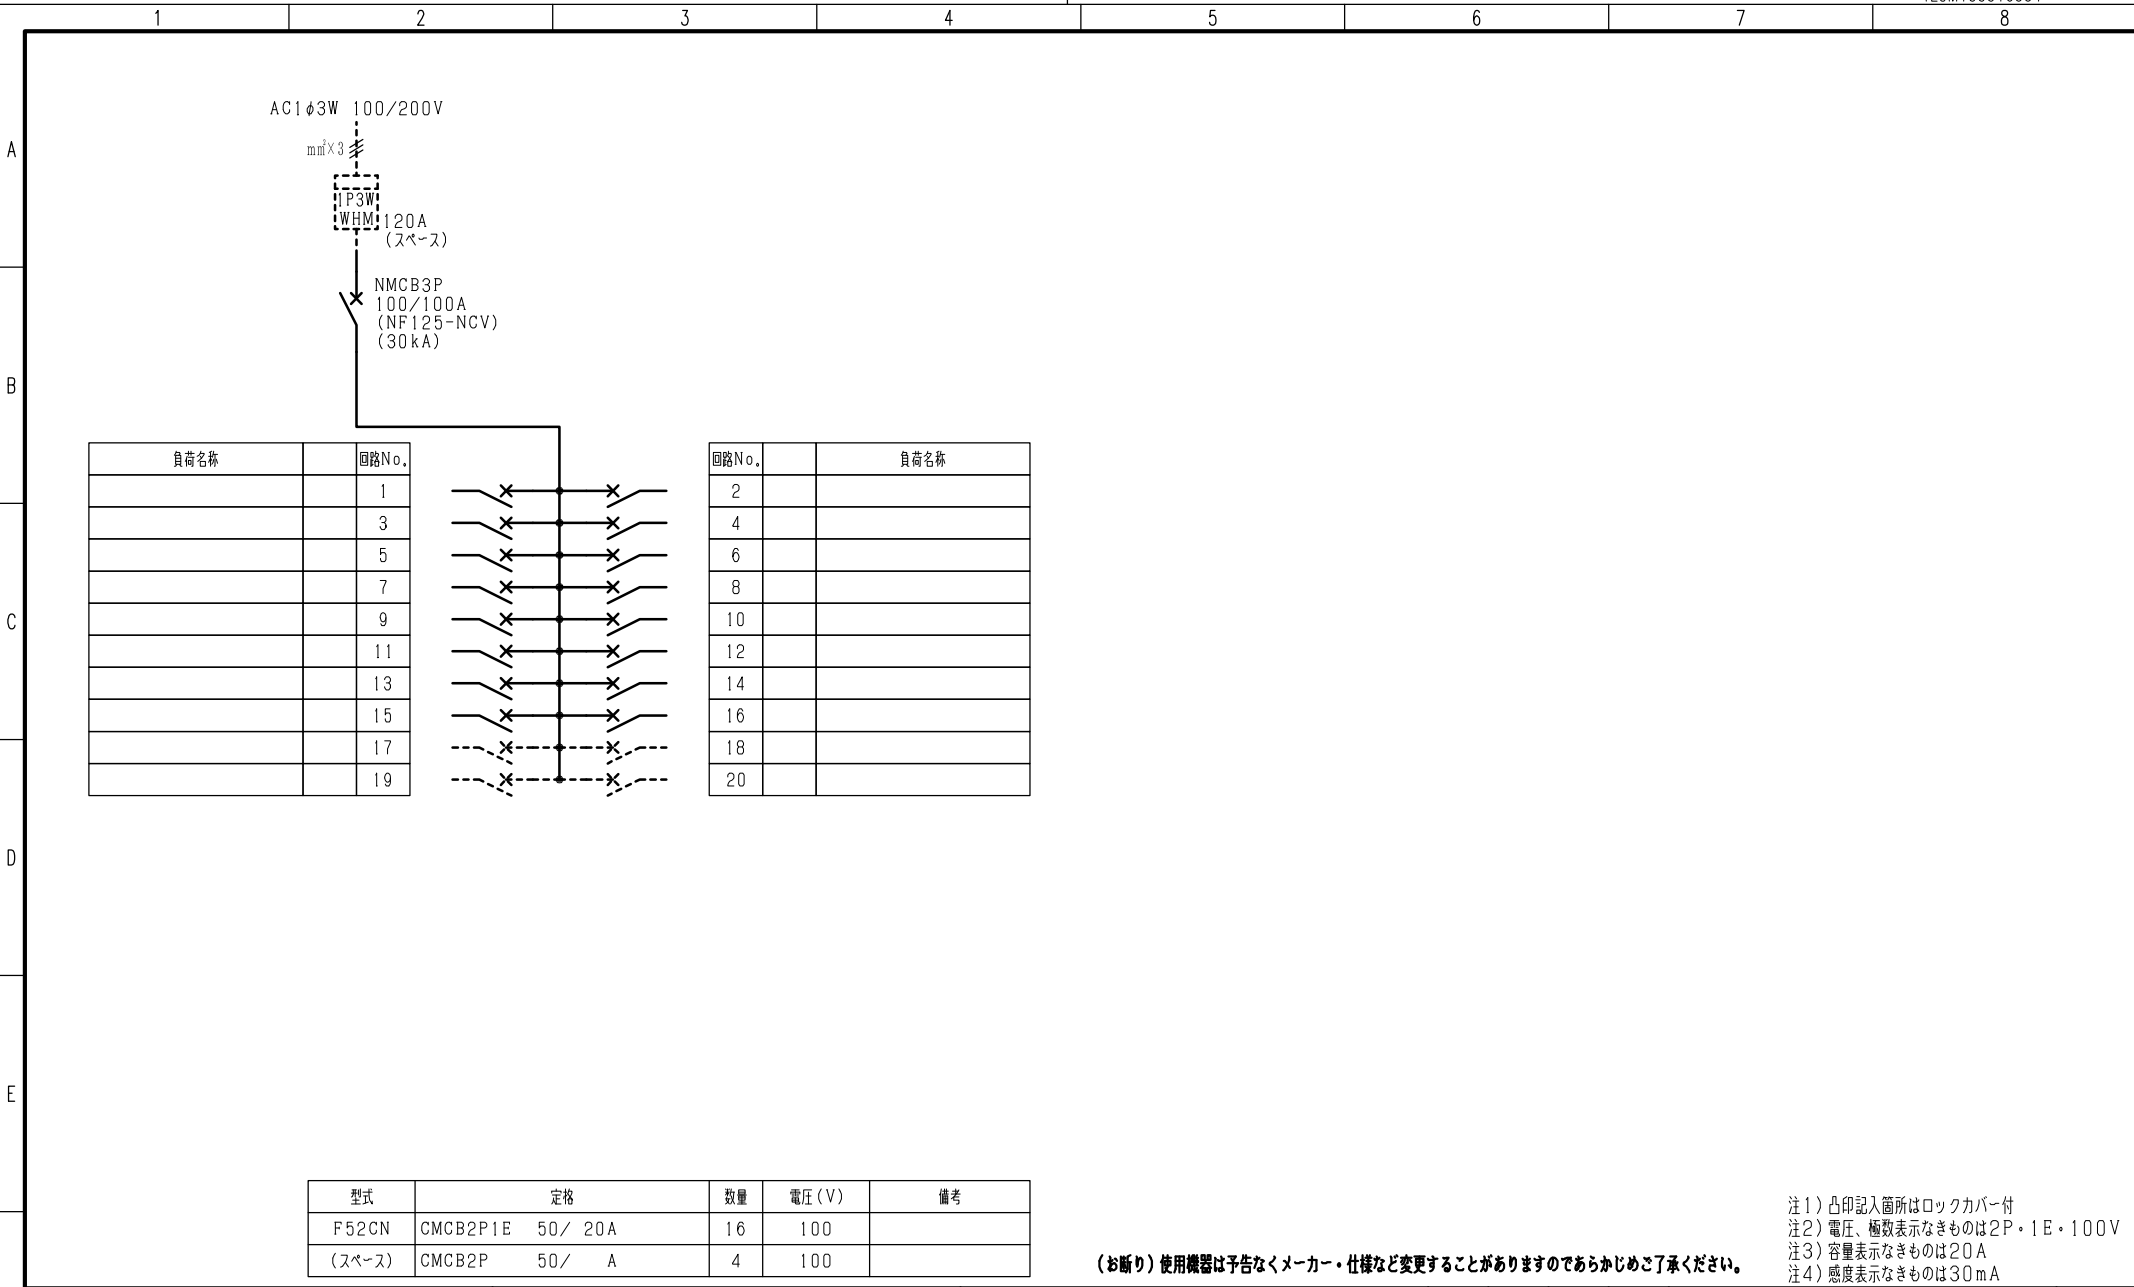 1 2 3 4 5 6 7 8
A
B
C
D
E
AC1φ3W 100/200V
mm²×3
1P3W
WHM
120A
(スペース)
NMCB3P
100/100A
(NF125-NCV)
(30kA)
負荷名称 回路No. 回路No. 負荷名称
1 2
3 4
5 6
7 8
9 10
11 12
13 14
15 16
17 18
19 20
型式 定格 数量 電圧(V) 備考
F52CN CMCB2P1E 50/ 20A 16 100
(スペース) CMCB2P 50/ A 4 100
(お断り)使用機器は予告なくメーカー・仕様など変更することがありますのであらかじめご了承ください。
注1)凸印記入箇所はロックカバー付
注2)電圧、極数表示なきものは2P・1E・100V
注3)容量表示なきものは20A
注4)感度表示なきものは30mA